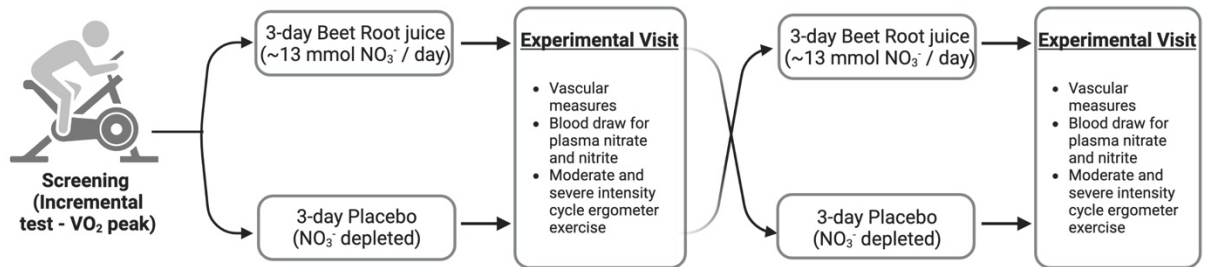 3-day Beet Root juice
(~13 mmol NO₃⁻ / day)
Experimental Visit
• Vascular
measures
• Blood draw for
plasma nitrate
and nitrite
• Moderate and
severe intensity
cycle ergometer
exercise
3-day Beet Root juice
(~13 mmol NO₃⁻ / day)
Experimental Visit
• Vascular
measures
• Blood draw for
plasma nitrate
and nitrite
• Moderate and
severe intensity
cycle ergometer
exercise
Screening
(Incremental
test - VO₂ peak)
3-day Placebo
(NO₃⁻ depleted)
3-day Placebo
(NO₃⁻ depleted)